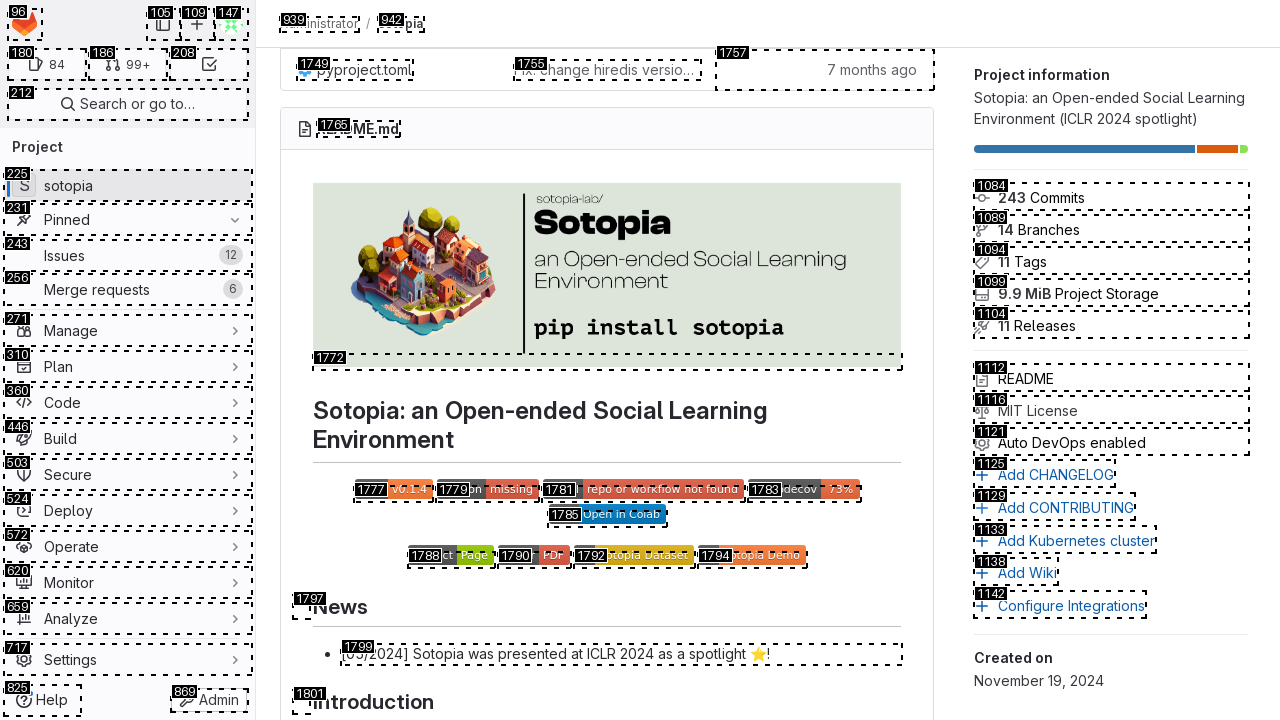 96
105
109
147
939
Administrator
/
942
sotopia
180
84
186
99+
208
212
Search or go to…
Project
225
S
sotopia
231
Pinned
243
Issues
12
256
Merge requests
6
271
Manage
310
Plan
360
Code
446
Build
503
Secure
524
Deploy
572
Operate
620
Monitor
659
Analyze
717
Settings
825
Help
869
Admin
1749
pyproject.toml
1755
Fix: change hiredis versio…
1757
7 months ago
1765
README.md
sotopia-lab/
Sotopia
an Open-ended Social Learning
Environment
pip install sotopia
1772
Sotopia: an Open-ended Social Learning
Environment
1777
v0.1.4
1779
missing
1781
repo or workflow not found
1783
codecov
73%
1785
Open in Colab
1788
Page
1790
PDF
1792
Sotopia Dataset
1794
Sotopia Demo
1797
News
1799
[05/2024] Sotopia was presented at ICLR 2024 as a spotlight ⭐!
1801
Introduction
Project information
Sotopia: an Open-ended Social Learning
Environment (ICLR 2024 spotlight)
1084
243 Commits
1089
14 Branches
1094
11 Tags
1099
9.9 MiB Project Storage
1104
11 Releases
1112
README
1116
MIT License
1121
Auto DevOps enabled
1125
Add CHANGELOG
1129
Add CONTRIBUTING
1133
Add Kubernetes cluster
1138
Add Wiki
1142
Configure Integrations
Created on
November 19, 2024